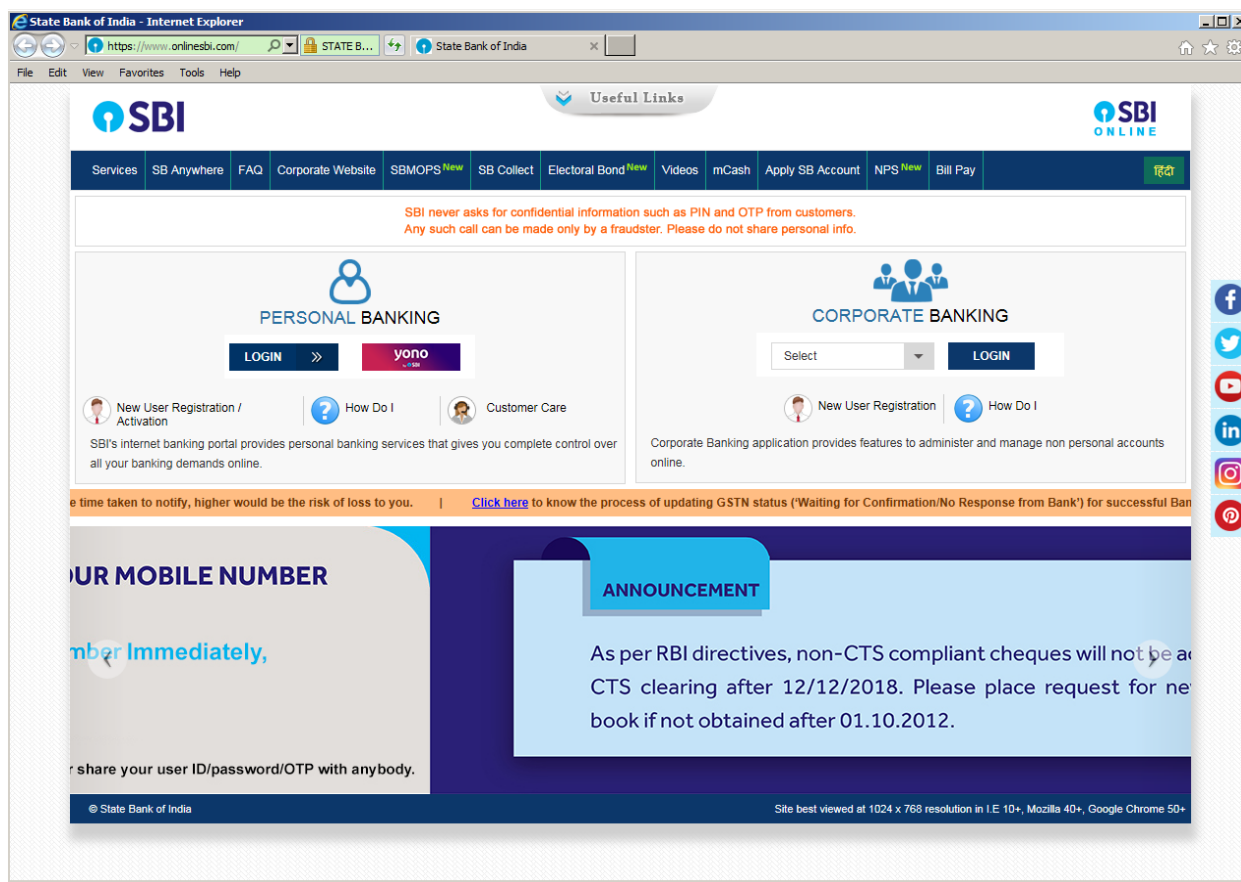 State Bank of India - Internet Explorer
https://www.onlinesbi.com/ STATE B... State Bank of India
File Edit View Favorites Tools Help
Useful Links
SBI
SBI
ONLINE
Services SB Anywhere FAQ Corporate Website SBMOPS New SB Collect Electoral Bond New Videos mCash Apply SB Account NPS New Bill Pay हिंदी
SBI never asks for confidential information such as PIN and OTP from customers.
Any such call can be made only by a fraudster. Please do not share personal info.
PERSONAL BANKING
LOGIN
yono
by SBI
New User Registration /
Activation
How Do I
Customer Care
SBI's internet banking portal provides personal banking services that gives you complete control over
all your banking demands online.
CORPORATE BANKING
Select
LOGIN
New User Registration
How Do I
Corporate Banking application provides features to administer and manage non personal accounts
online.
e time taken to notify, higher would be the risk of loss to you. | Click here to know the process of updating GSTN status (‘Waiting for Confirmation/No Response from Bank’) for successful Ban
OUR MOBILE NUMBER
mber Immediately,
r share your user ID/password/OTP with anybody.
ANNOUNCEMENT
As per RBI directives, non-CTS compliant cheques will not be ac
CTS clearing after 12/12/2018. Please place request for ne
book if not obtained after 01.10.2012.
© State Bank of India
Site best viewed at 1024 x 768 resolution in I.E 10+, Mozilla 40+, Google Chrome 50+